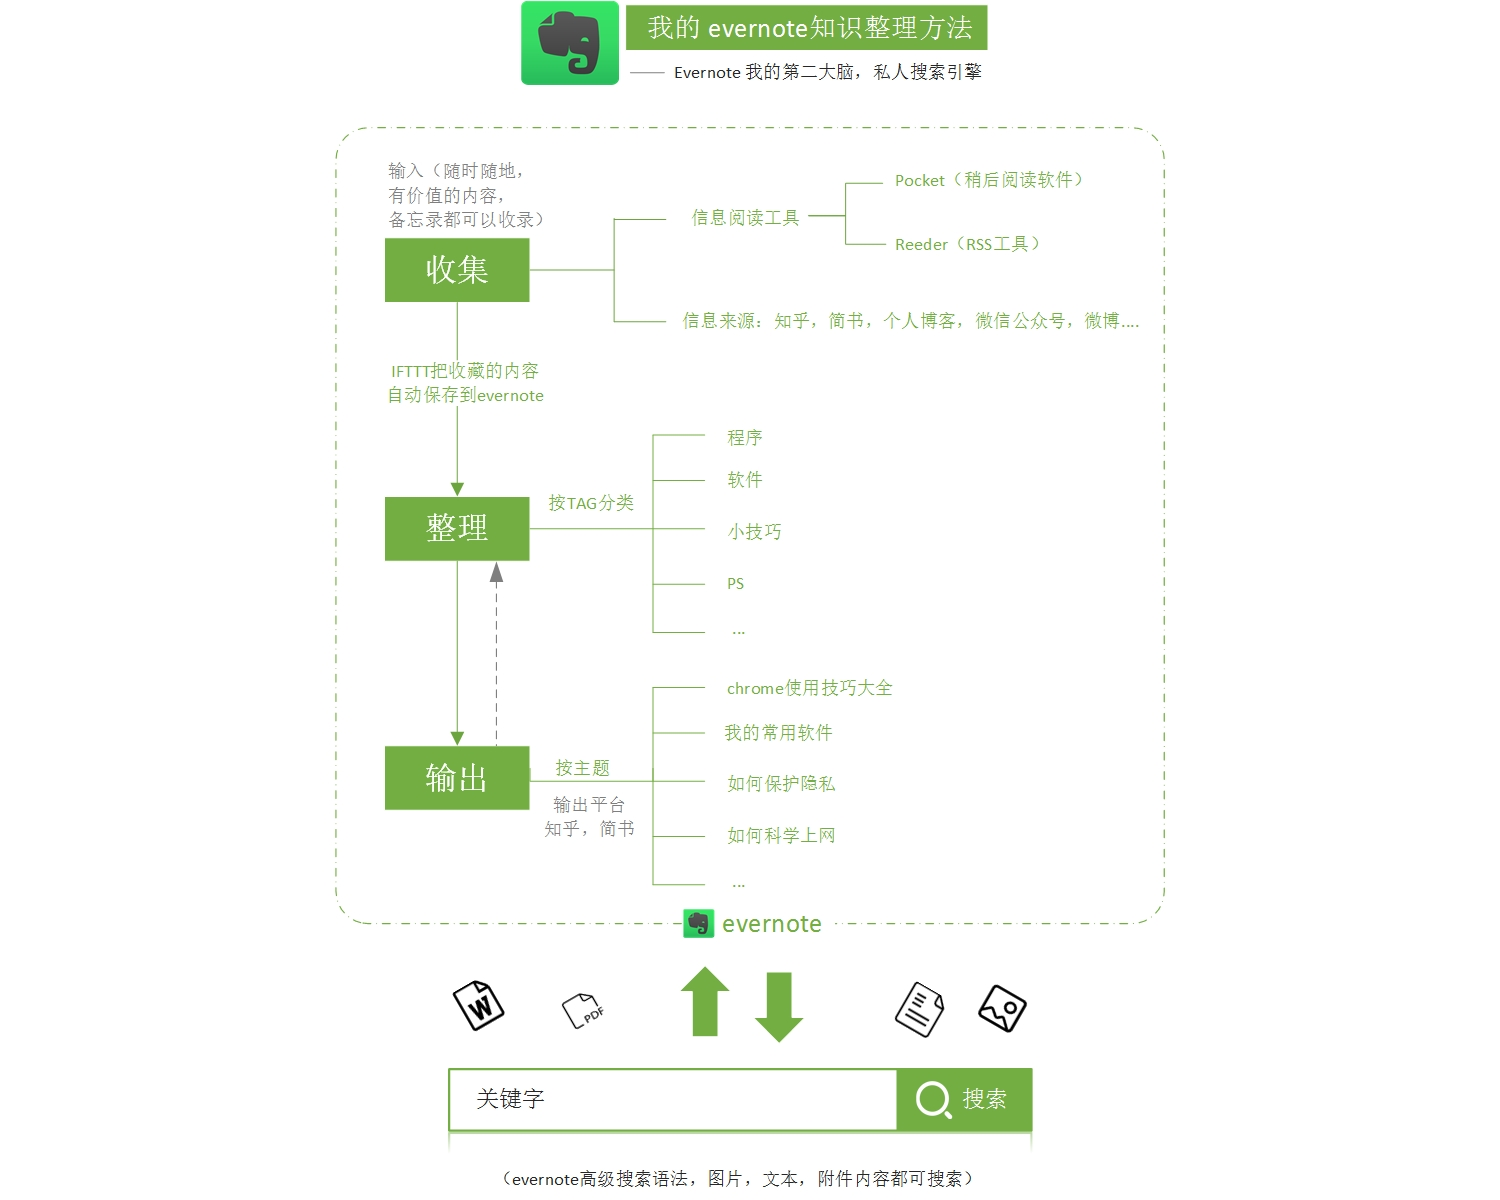 我的 evernote知识整理方法
Evernote 我的第二大脑，私人搜索引擎
输入（随时随地，
有价值的内容，
备忘录都可以收录）
收集
信息阅读工具
Pocket（稍后阅读软件）
Reeder（RSS工具）
信息来源：知乎，简书，个人博客，微信公众号，微博....
IFTTT把收藏的内容
自动保存到evernote
整理
按TAG分类
程序
软件
小技巧
PS
...
输出
按主题
输出平台
知乎，简书
chrome使用技巧大全
我的常用软件
如何保护隐私
如何科学上网
...
evernote
W
PDF
关键字
搜索
（evernote高级搜索语法，图片，文本，附件内容都可搜索）